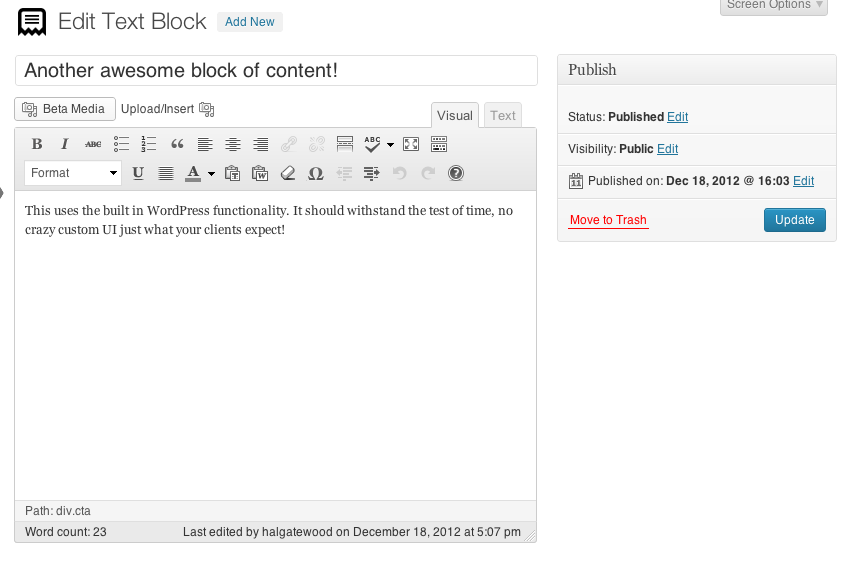 Screen Options ▼
Edit Text Block Add New
Another awesome block of content!
Beta Media Upload/Insert
Visual Text
B I ABC 1 2 3 “ ABC
Format U A T W Ω ?
This uses the built in WordPress functionality. It should withstand the test of time, no
crazy custom UI just what your clients expect!
Path: div.cta
Word count: 23 Last edited by halgatewood on December 18, 2012 at 5:07 pm
Publish
Status: Published Edit
Visibility: Public Edit
11 Published on: Dec 18, 2012 @ 16:03 Edit
Move to Trash Update